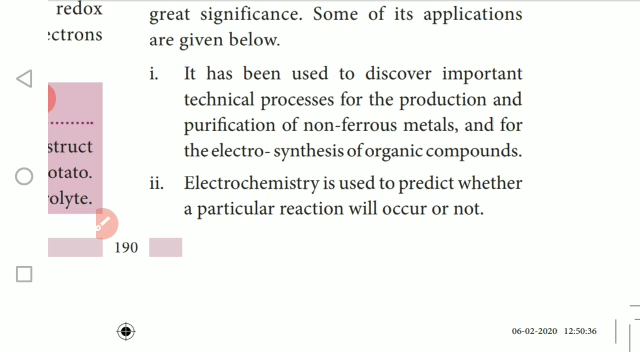 redox
ectrons
struct
otato.
olyte.
great significance. Some of its applications
are given below.
i. It has been used to discover important
technical processes for the production and
purification of non-ferrous metals, and for
the electro- synthesis of organic compounds.
ii. Electrochemistry is used to predict whether
a particular reaction will occur or not.
190
06-02-2020 12:50:36